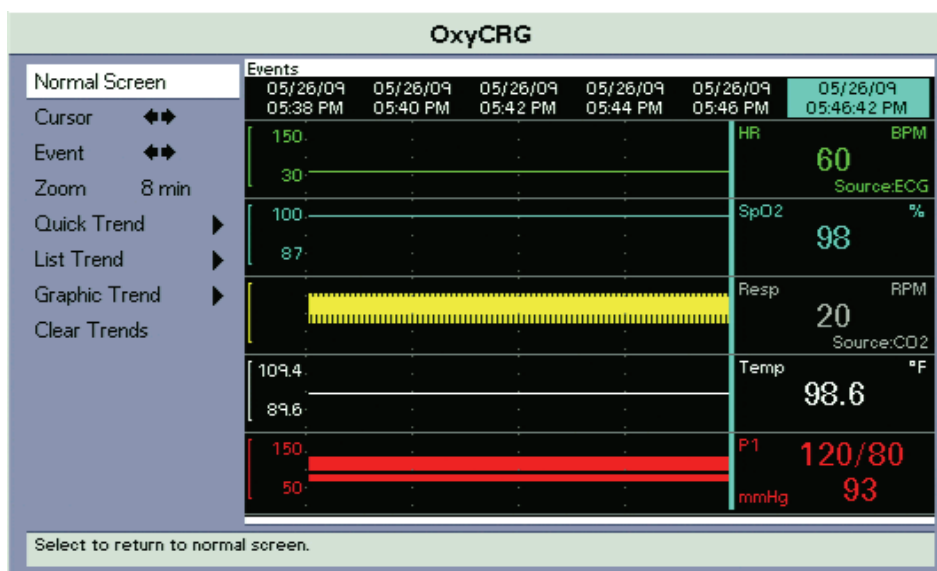 OxyCRG
Normal Screen
Cursor
Event
Zoom 8 min
Quick Trend
List Trend
Graphic Trend
Clear Trends
Events
05/26/09 05/26/09 05/26/09 05/26/09 05/26/09 05/26/09
05:38 PM 05:40 PM 05:42 PM 05:44 PM 05:46 PM 05:46:42 PM
150 HR BPM
60
30 Source:ECG
100 SpO2 %
98
87
Resp RPM
20
Source:CO2
109.4 Temp °F
98.6
89.6
150 P1 120/80
50 mmHg 93
Select to return to normal screen.